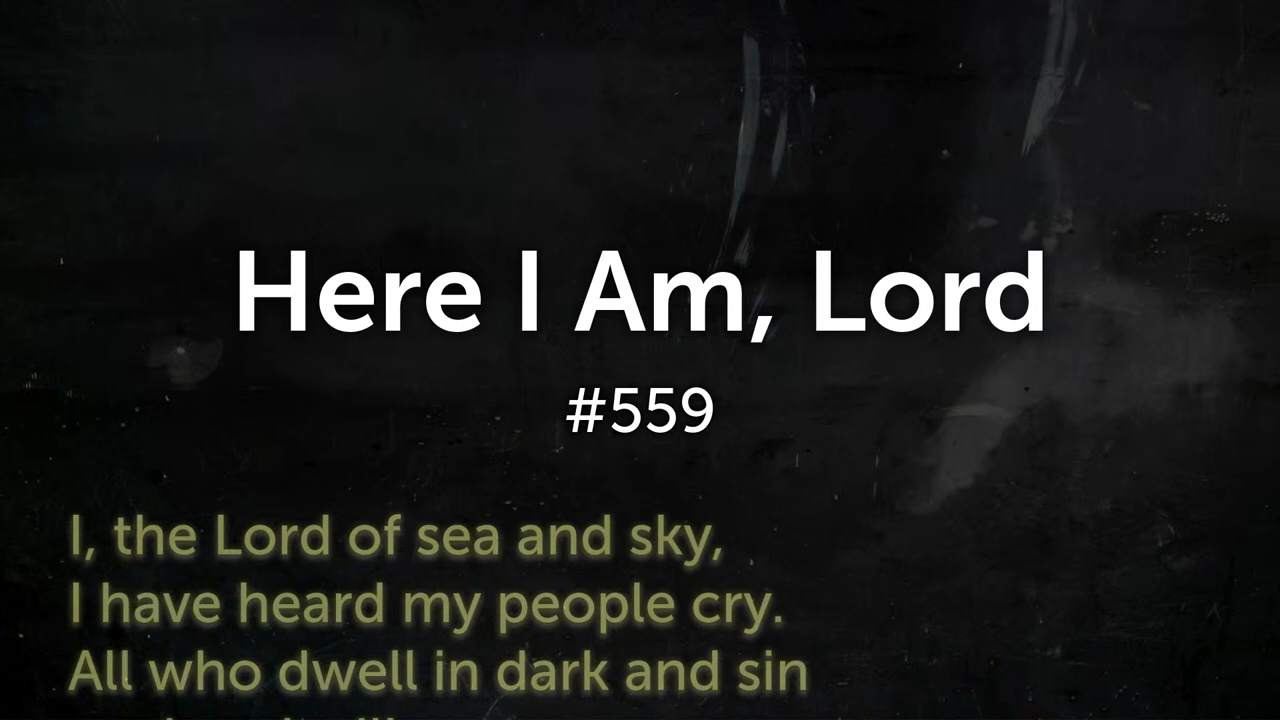 Here I Am, Lord
#559
I, the Lord of sea and sky,
I have heard my people cry.
All who dwell in dark and sin